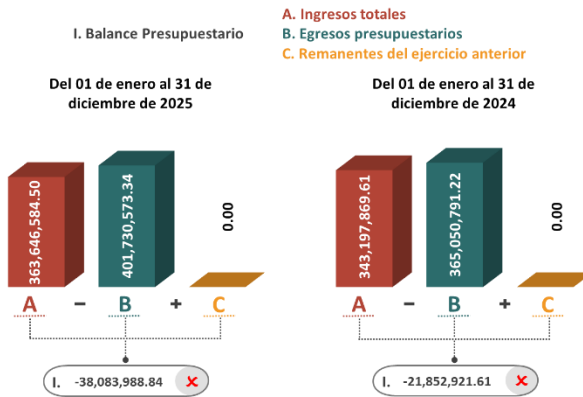 I. Balance Presupuestario
A. Ingresos totales
B. Egresos presupuestarios
C. Remanentes del ejercicio anterior
Del 01 de enero al 31 de
diciembre de 2025
363,646,584.50
401,730,573.34
0.00
A - B + C
I. -38,083,988.84 ✘
Del 01 de enero al 31 de
diciembre de 2024
343,197,869.61
365,050,791.22
0.00
A - B + C
I. -21,852,921.61 ✘